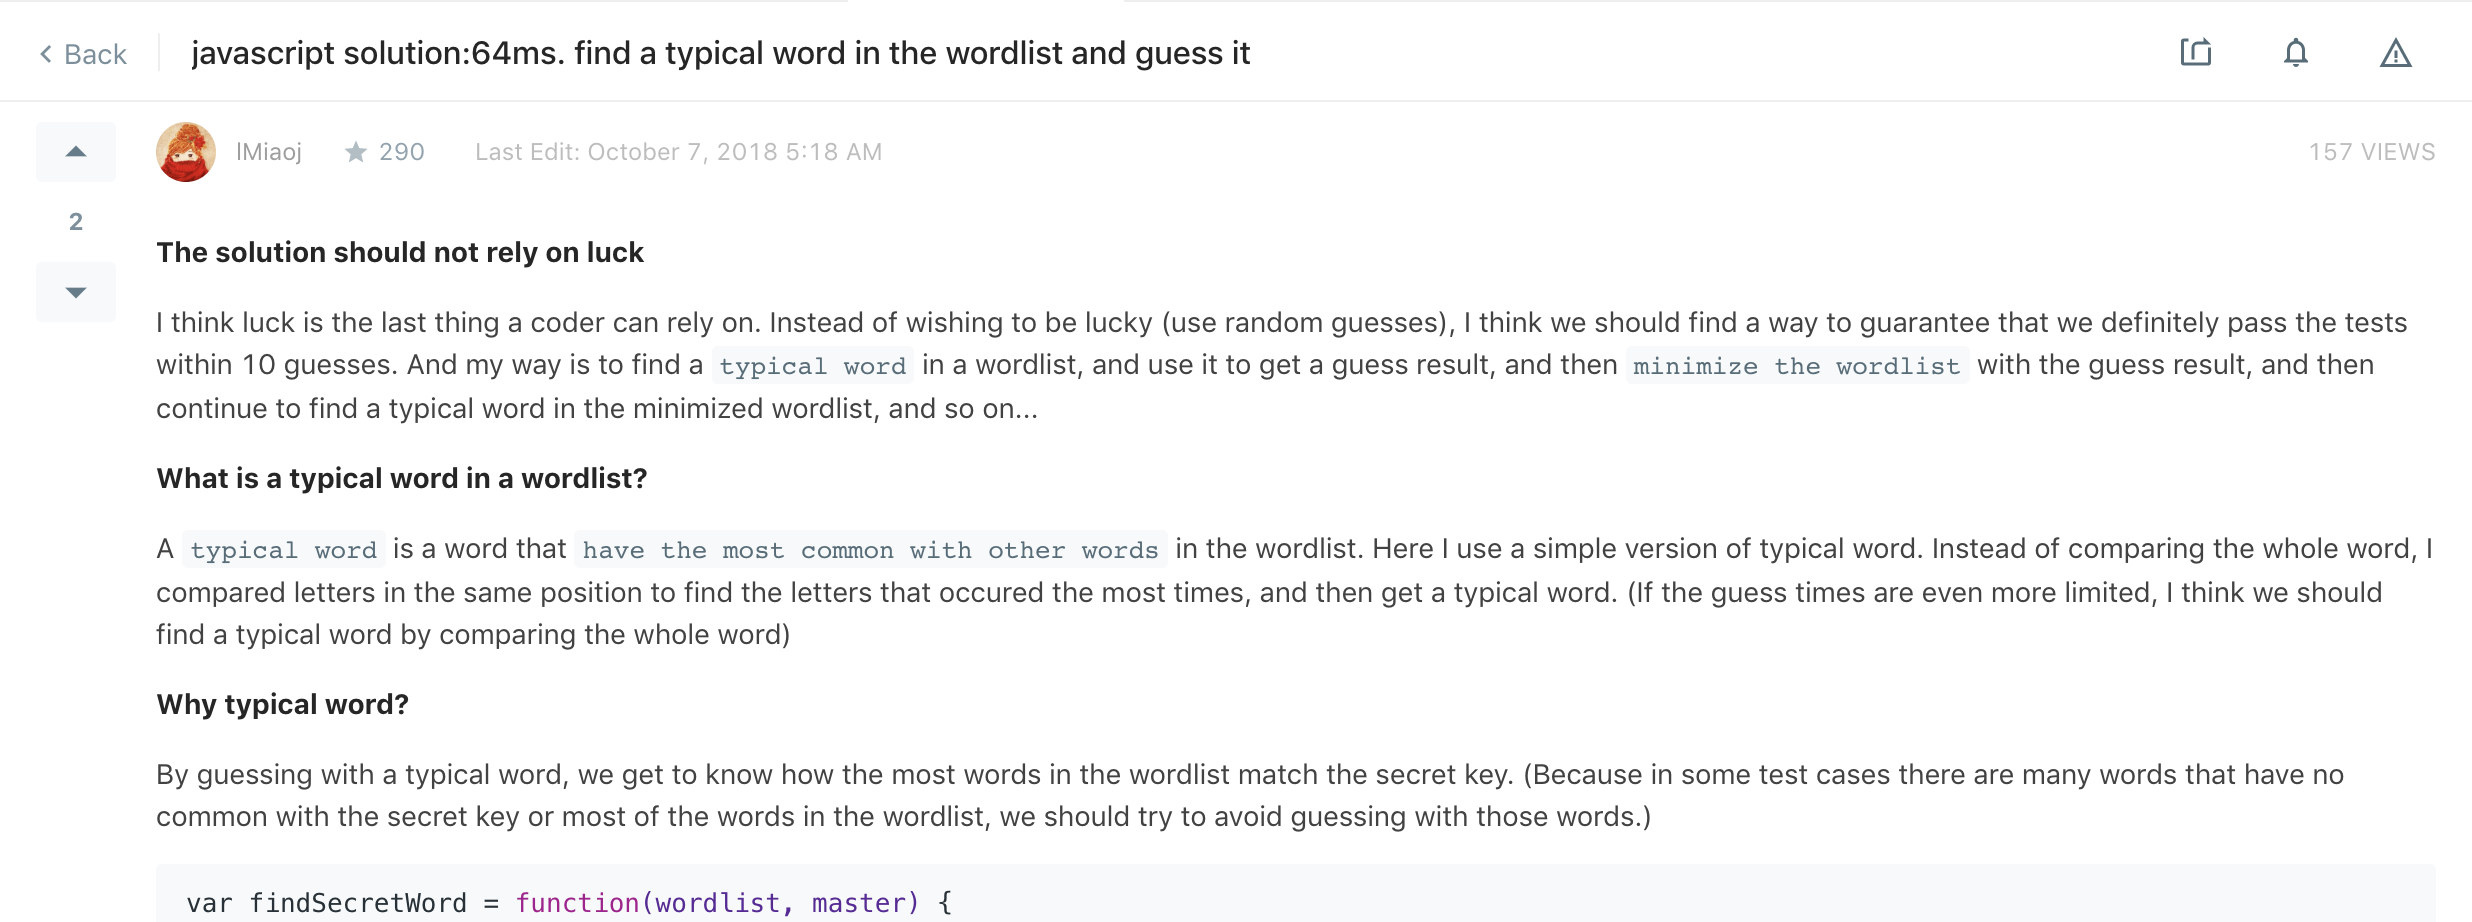 Back
javascript solution:64ms. find a typical word in the wordlist and guess it
lMiaoj 290 Last Edit: October 7, 2018 5:18 AM 157 VIEWS
2
The solution should not rely on luck
I think luck is the last thing a coder can rely on. Instead of wishing to be lucky (use random guesses), I think we should find a way to guarantee that we definitely pass the tests
within 10 guesses. And my way is to find a typical word in a wordlist, and use it to get a guess result, and then minimize the wordlist with the guess result, and then
continue to find a typical word in the minimized wordlist, and so on...
What is a typical word in a wordlist?
A typical word is a word that have the most common with other words in the wordlist. Here I use a simple version of typical word. Instead of comparing the whole word, I
compared letters in the same position to find the letters that occured the most times, and then get a typical word. (If the guess times are even more limited, I think we should
find a typical word by comparing the whole word)
Why typical word?
By guessing with a typical word, we get to know how the most words in the wordlist match the secret key. (Because in some test cases there are many words that have no
common with the secret key or most of the words in the wordlist, we should try to avoid guessing with those words.)
var findSecretWord = function(wordlist, master) {